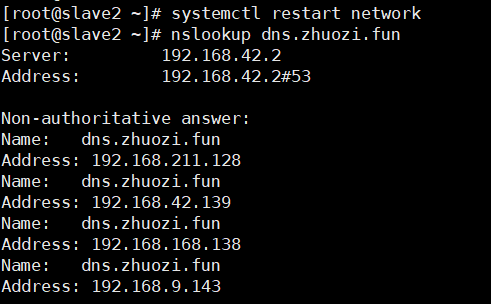 [root@slave2 ~]# systemctl restart network
[root@slave2 ~]# nslookup dns.zhuozi.fun
Server:         192.168.42.2
Address:        192.168.42.2#53

Non-authoritative answer:
Name:   dns.zhuozi.fun
Address: 192.168.211.128
Name:   dns.zhuozi.fun
Address: 192.168.42.139
Name:   dns.zhuozi.fun
Address: 192.168.168.138
Name:   dns.zhuozi.fun
Address: 192.168.9.143